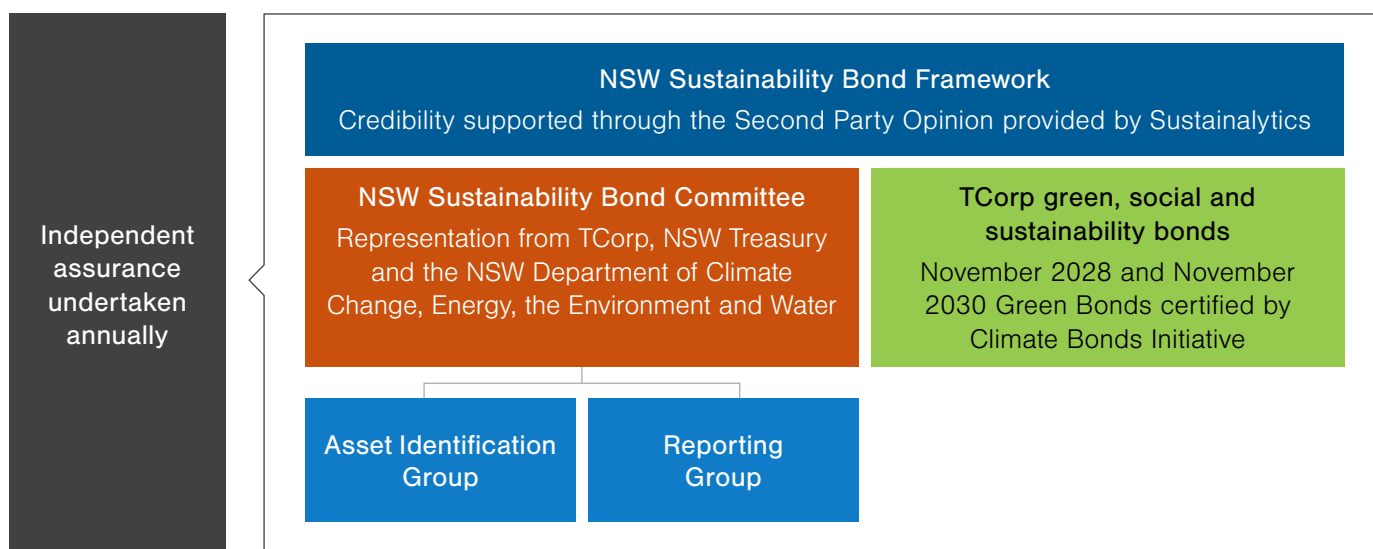 Independent
assurance
undertaken
annually
NSW Sustainability Bond Framework
Credibility supported through the Second Party Opinion provided by Sustainalytics
NSW Sustainability Bond Committee
Representation from TCorp, NSW Treasury
and the NSW Department of Climate
Change, Energy, the Environment and Water
TCorp green, social and
sustainability bonds
November 2028 and November
2030 Green Bonds certified by
Climate Bonds Initiative
Asset Identification
Group
Reporting
Group